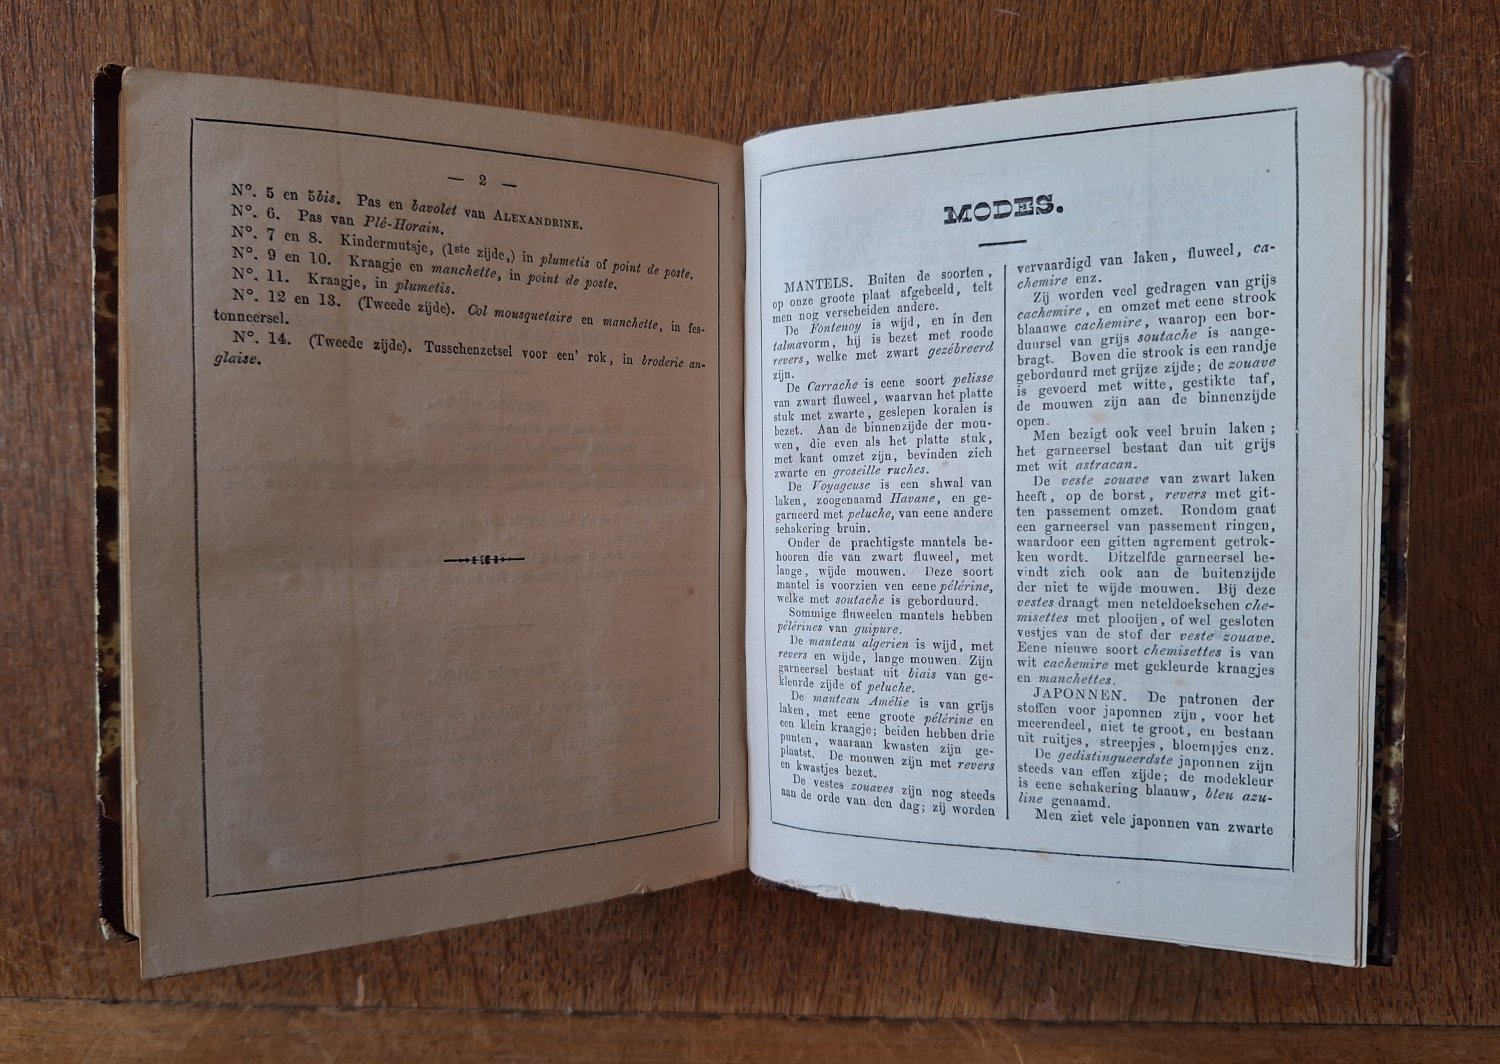 — 2 —
N°. 5 en 5bis. Pas en bavolet van ALEXANDRINE.
N°. 6. Pas van Plé-Horain.
N°. 7 en 8. Kindermutsje, (1ste zijde,) in plumetis of point de poste.
N°. 9 en 10. Kraagje en manchette, in point de poste.
N°. 11. Kraagje, in plumetis.
N°. 12 en 13. (Tweede zijde). Col mousquetaire en manchette, in fes-
tonneersel.
N°. 14. (Tweede zijde). Tusschenzetsel voor een' rok, in broderie an-
glaise.
MODES.
MANTELS. Buiten de soorten,
op onze groote plaat afgebeeld, telt
men nog verscheiden andere.
De Fontenoy is wijd, en in den
talmavorm, hij is bezet met roode
revers, welke met zwart gezébreerd
zijn.
De Carrache is eene soort pelisse
van zwart fluweel, waarvan het platte
stuk met zwarte, geslepen koralen is
bezet. Aan de binnenzijde der mou-
wen, die even als het platte stuk,
met kant omzet zijn, bevinden zich
zwarte en groseille ruches.
De Voyageuse is een shwal van
laken, zoogenaamd Havane, en ge-
garneerd met peluche, van eene andere
schakering bruin.
Onder de prachtigste mantels be-
hooren die van zwart fluweel, met
lange, wijde mouwen. Deze soort
mantel is voorzien ven eene pélérine,
welke met soutache is geborduurd.
Sommige fluweelen mantels hebben
pélérines van guipure.
De manteau algerien is wijd, met
revers en wijde, lange mouwen. Zijn
garneersel bestaat uit biais van ge-
kleurde zijde of peluche.
De manteau Amélie is van grijs
laken, met eene groote pélérine en
een klein kraagje; beiden hebben drie
punten, waaraan kwasten zijn ge-
plaatst. De mouwen zijn met revers
en kwastjes bezet.
De vestes zouaves zijn nog steeds
aan de orde van den dag; zij worden
vervaardigd van laken, fluweel, ca-
chemire enz.
Zij worden veel gedragen van grijs
cachemire, en omzet met eene strook
blaauwe cachemire, waarop een bor-
duursel van grijs soutache is aange-
bragt. Boven die strook is een randje
geborduurd met grijze zijde; de zouave
is gevoerd met witte, gestikte taf,
de mouwen zijn aan de binnenzijde
open.
Men bezigt ook veel bruin laken;
het garneersel bestaat dan uit grijs
met wit astracan.
De veste zouave van zwart laken
heeft, op de borst, revers met git-
ten passement omzet. Rondom gaat
een garneersel van passement ringen,
waardoor een gitten agrement getrok-
ken wordt. Ditzelfde garneersel be-
vindt zich ook aan de buitenzijde
der niet te wijde mouwen. Bij deze
vestes draagt men neteldoekschen che-
misettes met plooijen, of wel gesloten
vestjes van de stof der veste zouave.
Eene nieuwe soort chemisettes is van
wit cachemire met gekleurde kraagjes
en manchettes.
JAPONNEN. De patronen der
stoffen voor japonnen zijn, voor het
meerendeel, niet te groot, en bestaan
uit ruitjes, streepjes, bloempjes enz.
De gedistingueerdste japonnen zijn
steeds van effen zijde; de modekleur
is eene schakering blaauw, bleu azu-
line genaamd.
Men ziet vele japonnen van zwarte